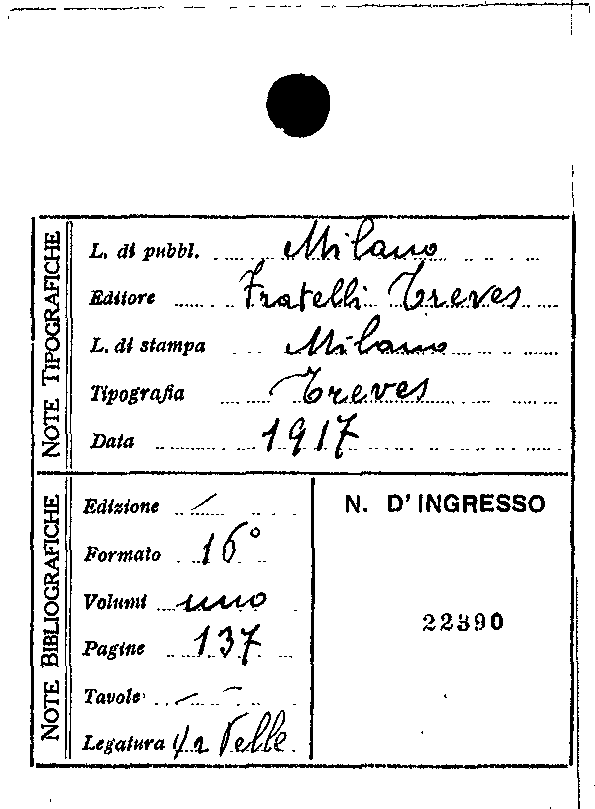 NOTE TIPOGRAFICHE
L. di pubbl. Milano
Editore Fratelli Treves
L. di stampa Milano
Tipografia Treves
Data 1917
NOTE BIBLIOGRAFICHE
Edizione —
Formato 16°
Volumi uno
Pagine 137
Tavole — —
Legatura 1/2 Pelle
N. D'INGRESSO
22390